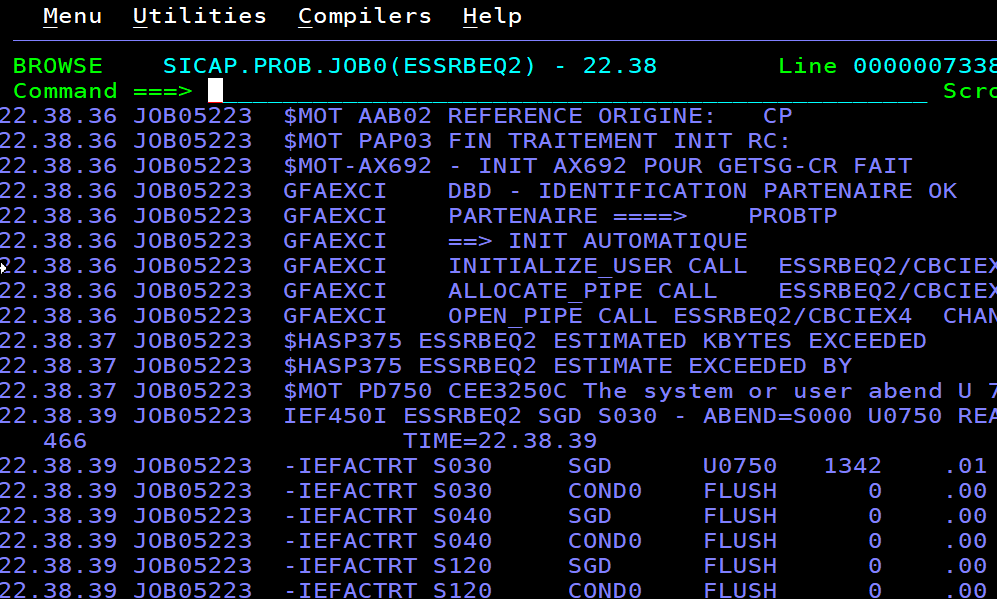 Menu  Utilities  Compilers  Help
BROWSE    SICAP.PROB.JOB0(ESSRBEQ2) - 22.38        Line 0000007338
Command ===>                                                  Scro
22.38.36 JOB05223  $MOT AAB02 REFERENCE ORIGINE:   CP
22.38.36 JOB05223  $MOT PAP03 FIN TRAITEMENT INIT RC:
22.38.36 JOB05223  $MOT-AX692 - INIT AX692 POUR GETSG-CR FAIT
22.38.36 JOB05223  GFAEXCI    DBD - IDENTIFICATION PARTENAIRE OK
22.38.36 JOB05223  GFAEXCI    PARTENAIRE ====>    PROBTP
22.38.36 JOB05223  GFAEXCI    ==> INIT AUTOMATIQUE
22.38.36 JOB05223  GFAEXCI    INITIALIZE_USER CALL  ESSRBEQ2/CBCIEX
22.38.36 JOB05223  GFAEXCI    ALLOCATE_PIPE CALL    ESSRBEQ2/CBCIEX
22.38.36 JOB05223  GFAEXCI    OPEN_PIPE CALL ESSRBEQ2/CBCIEX4  CHAN
22.38.37 JOB05223  $HASP375 ESSRBEQ2 ESTIMATED KBYTES EXCEEDED
22.38.37 JOB05223  $HASP375 ESSRBEQ2 ESTIMATE EXCEEDED BY
22.38.37 JOB05223  $MOT PD750 CEE3250C The system or user abend U 7
22.38.39 JOB05223  IEF450I ESSRBEQ2 SGD S030 - ABEND=S000 U0750 REA
   466                     TIME=22.38.39
22.38.39 JOB05223  -IEFACTRT S030     SGD      U0750   1342    .01
22.38.39 JOB05223  -IEFACTRT S030     COND0    FLUSH      0    .00
22.38.39 JOB05223  -IEFACTRT S040     SGD      FLUSH      0    .00
22.38.39 JOB05223  -IEFACTRT S040     COND0    FLUSH      0    .00
22.38.39 JOB05223  -IEFACTRT S120     SGD      FLUSH      0    .00
22.38.39 JOB05223  -IEFACTRT S120     COND0    FLUSH      0    .00